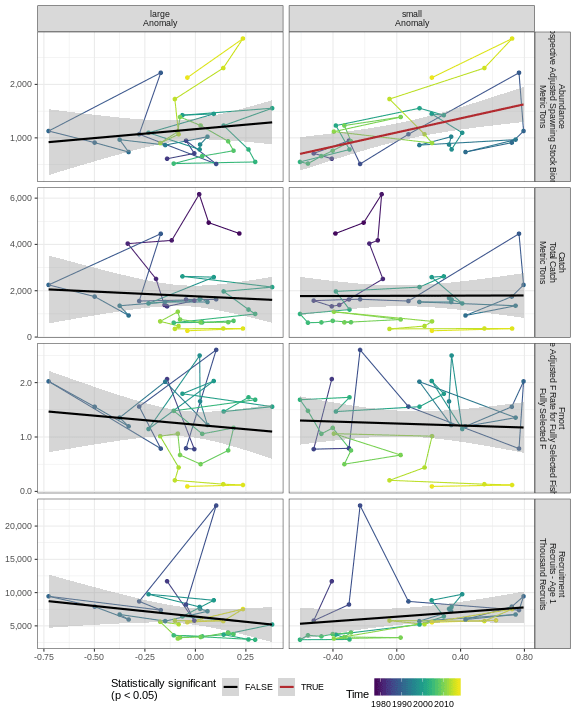 large
Anomaly
small
Anomaly
2,000
1,000
Abundance
Adjusted Spawning Stock
Metric Tons
6,000
4,000
2,000
0
Catch
Total Catch
Metric Tons
2.0
1.0
0.0
Fmort
Adjusted F Rate for Fully Selected Fish
Fully Selected F
20,000
15,000
10,000
5,000
Recruitment
Recruits - Age 1
Thousand Recruits
-0.75 -0.50 -0.25 0.00 0.25
-0.40 0.00 0.40 0.80
Statistically significant
(p < 0.05)
FALSE
TRUE
Time
1980 1990 2000 2010